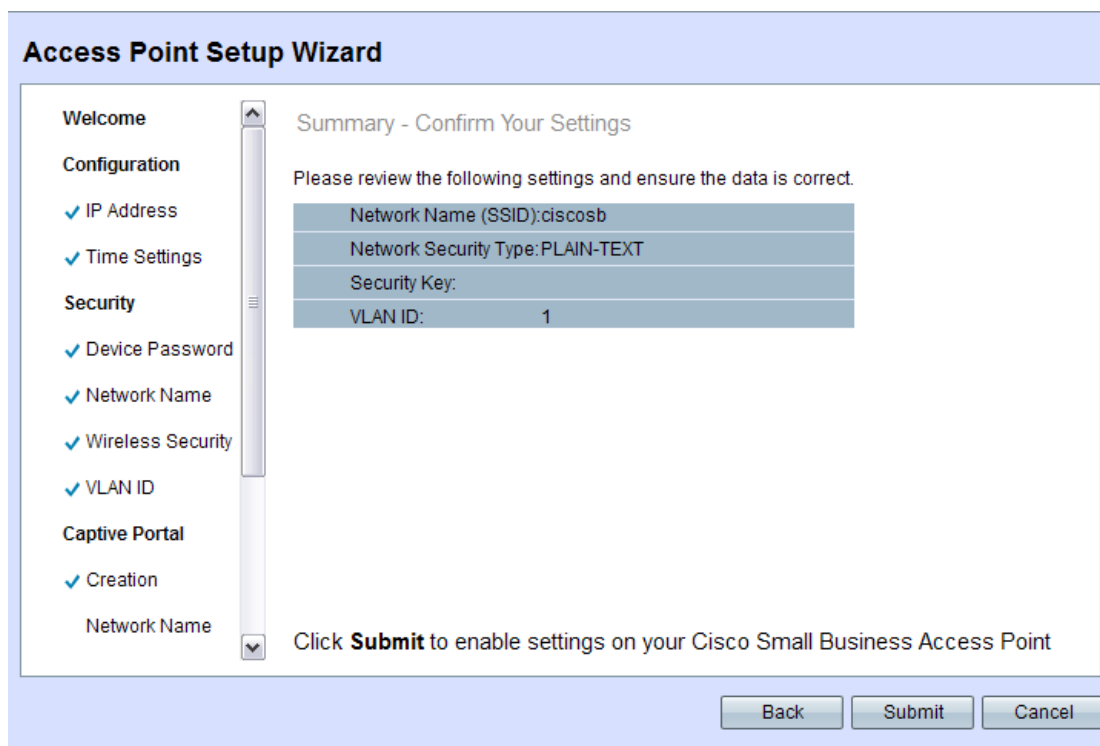 Access Point Setup Wizard
Welcome
Configuration
IP Address
Time Settings
Security
Device Password
Network Name
Wireless Security
VLAN ID
Captive Portal
Creation
Network Name
Summary - Confirm Your Settings
Please review the following settings and ensure the data is correct.
Network Name (SSID):ciscosb
Network Security Type:PLAIN-TEXT
Security Key:
VLAN ID: 1
Click Submit to enable settings on your Cisco Small Business Access Point
Back Submit Cancel